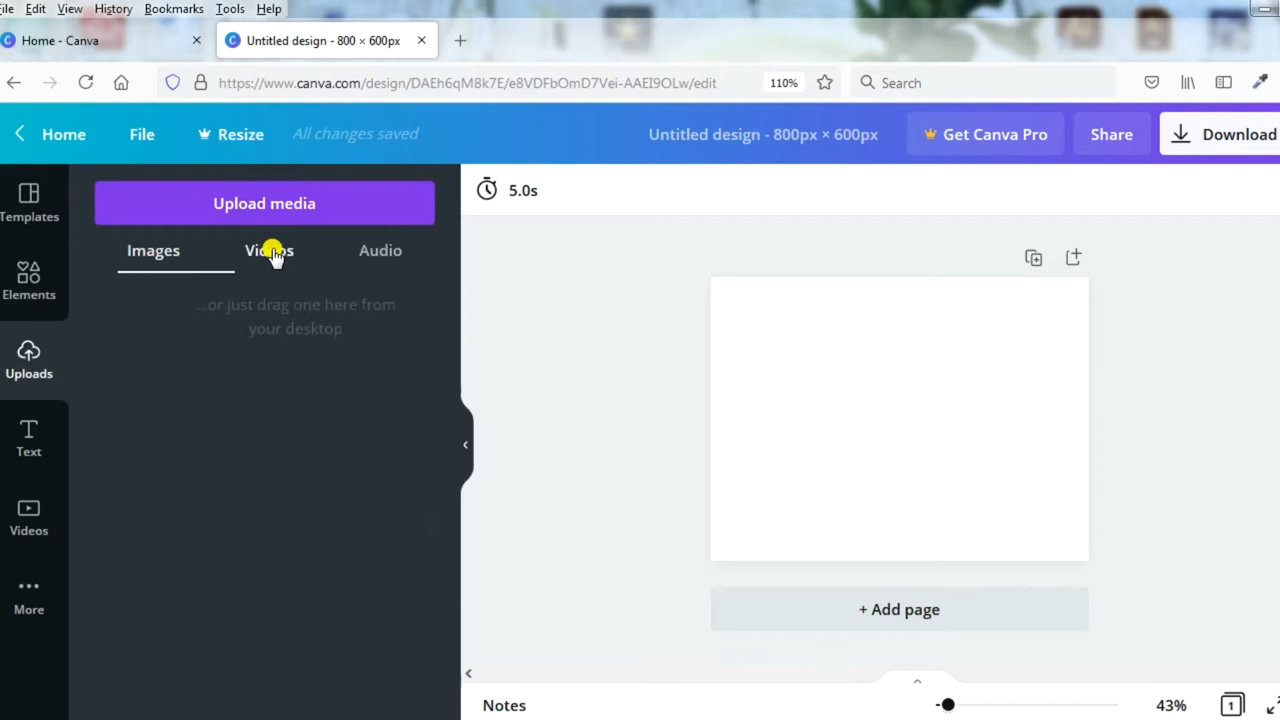 ile Edit View History Bookmarks Tools Help
Home - Canva
Untitled design - 800 × 600px
https://www.canva.com/design/DAEh6qM8k7E/e8VDFbOmD7Vei-AAEI9OLw/edit
110%
Search
Home
File
Resize
All changes saved
Untitled design - 800px × 600px
Get Canva Pro
Share
Download
Templates
Elements
Uploads
Text
Videos
More
Upload media
Images
Videos
Audio
...or just drag one here from
your desktop
5.0s
+ Add page
Notes
43%
1